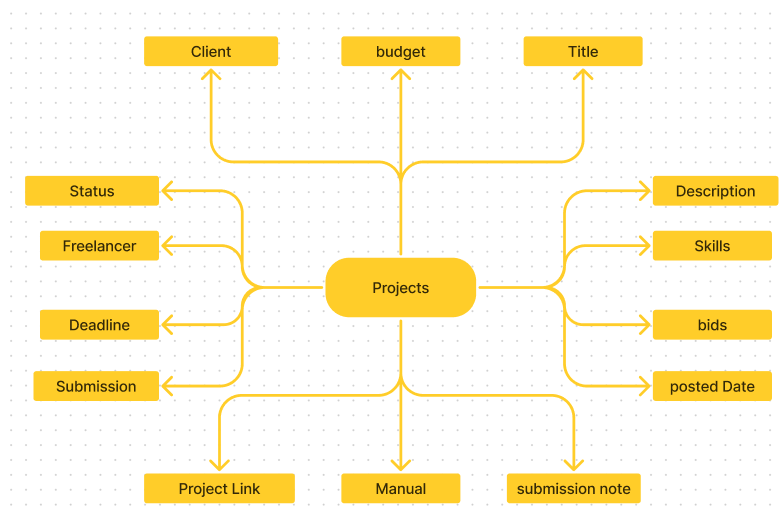 Client
budget
Title
Status
Description
Freelancer
Skills
Projects
Deadline
bids
Submission
posted Date
Project Link
Manual
submission note